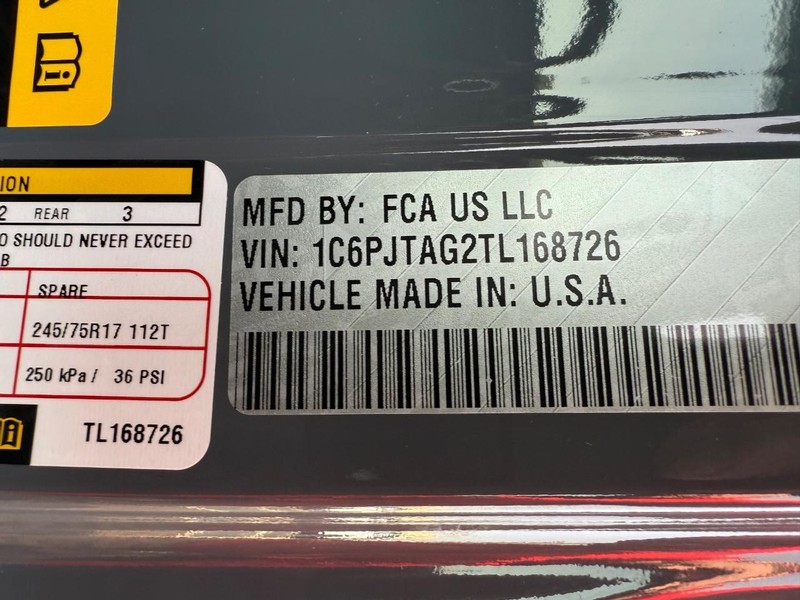 ION
2 REAR 3
O SHOULD NEVER EXCEED
B
SPARE
245/75R17 112T
250 kPa / 36 PSI
TL168726
MFD BY: FCA US LLC
VIN: 1C6PJTAG2TL168726
VEHICLE MADE IN: U.S.A.